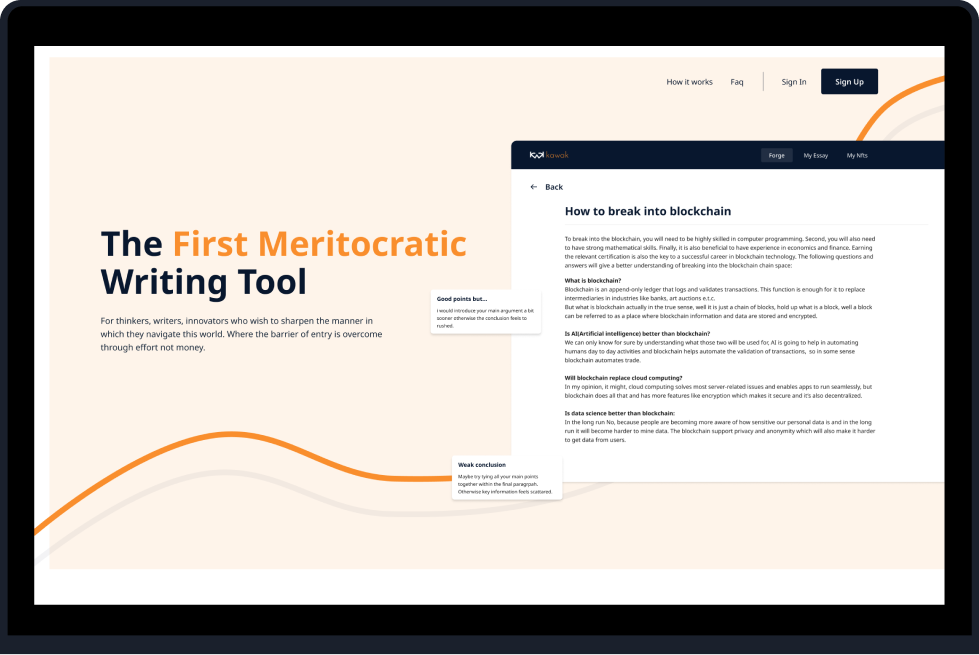 How it works
Faq
Sign In
Sign Up
kawak
Forge
My Essay
My Nfts
Back
How to break into blockchain
The First Meritocratic
Writing Tool
For thinkers, writers, innovators who wish to sharpen the manner in
which they navigate this world. Where the barrier of entry is overcome
through effort not money.
Good points but...
I would introduce your main argument a bit
sooner otherwise the conclusion feels to
rushed.
To break into the blockchain, you will need to be highly skilled in computer programming. Second, you will also need
to have strong mathematical skills. Finally, it is also beneficial to have experience in economics and finance. Earning
the relevant certification is also the key to a successful career in blockchain technology. The following questions and
answers will give a better understanding of breaking into the blockchain chain space:
What is blockchain?
Blockchain is an append-only ledger that logs and validates transactions. This function is enough for it to replace
intermediaries in industries like banks, art auctions e.t.c.
But what is blockchain actually in the true sense, well it is just a chain of blocks, hold up what is a block, well a block
can be referred to as a place where blockchain information and data are stored and encrypted.
Is AI(Artificial intelligence) better than blockchain?
We can only know for sure by understanding what those two will be used for, AI is going to help in automating
humans day to day activities and blockchain helps automate the validation of transactions,  so in some sense
blockchain automates trade.
Will blockchain replace cloud computing?
In my opinion, it might, cloud computing solves most server-related issues and enables apps to run seamlessly, but
blockchain does all that and has more features like encryption which makes it secure and it's also decentralized.
Is data science better than blockchain:
In the long run No, because people are becoming more aware of how sensitive our personal data is and in the long
run it will become harder to mine data. The blockchain support privacy and anonymity which will also make it harder
to get data from users.
Weak conclusion
Maybe try tying all your main points
together within the final paragrpah.
Otherwise key information feels scattared.